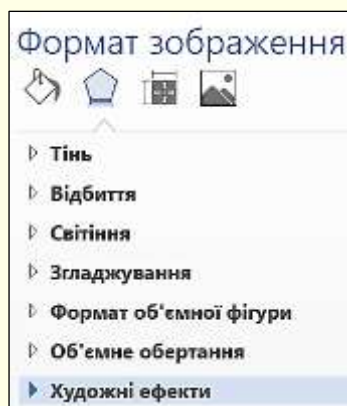 Формат зображення
Тінь
Відбиття
Світіння
Згладжування
Формат об'ємної фігури
Об'ємне обертання
Художні ефекти